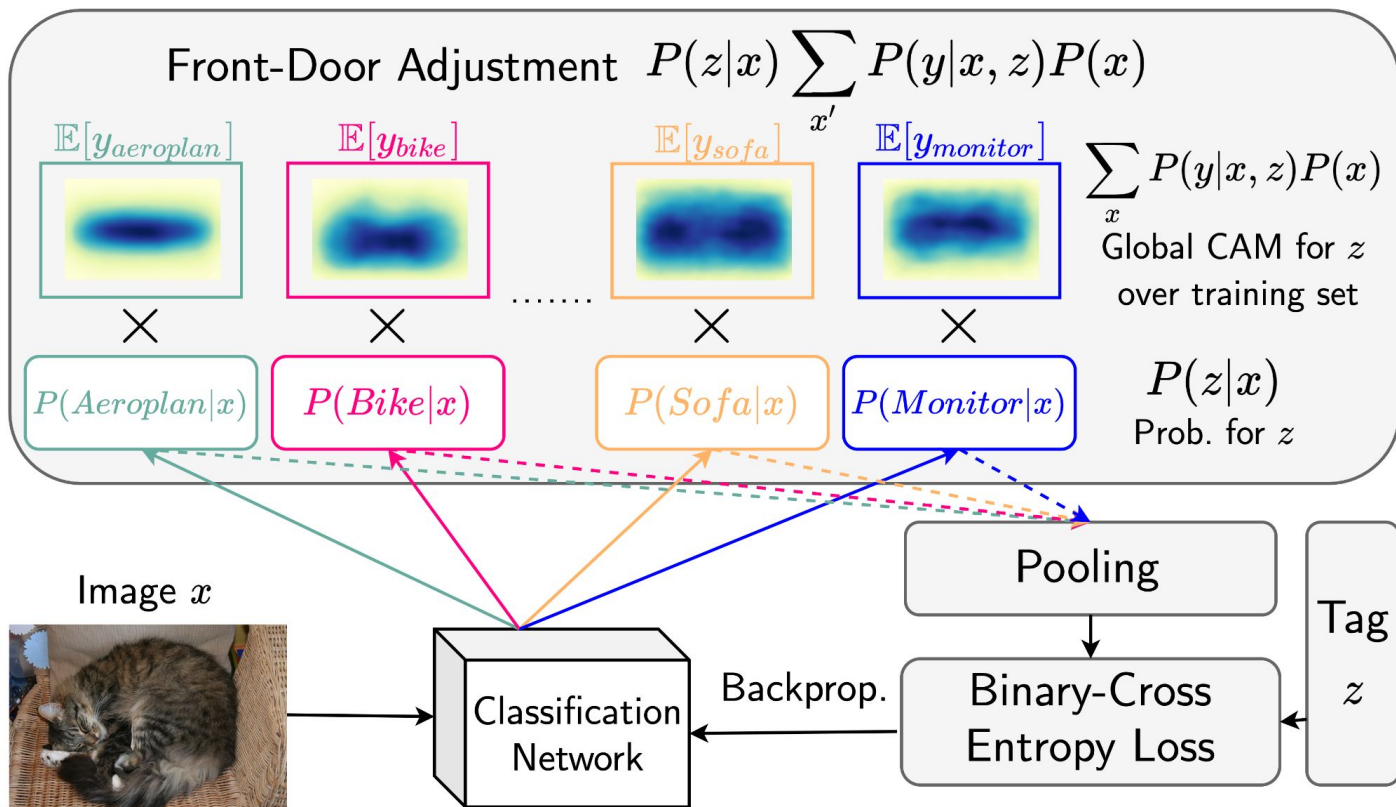 Front-Door Adjustment P(z|x) ∑_{x'} P(y|x, z)P(x)
𝔼[y_{aeroplan}] 𝔼[y_{bike}] 𝔼[y_{sofa}] 𝔼[y_{monitor}]
∑_x P(y|x, z)P(x)
Global CAM for z
over training set
.......
× × × ×
P(Aeroplan|x) P(Bike|x) P(Sofa|x) P(Monitor|x)
P(z|x)
Prob. for z
Pooling
Image x
Tag
z
Classification
Network
Backprop.
Binary-Cross
Entropy Loss